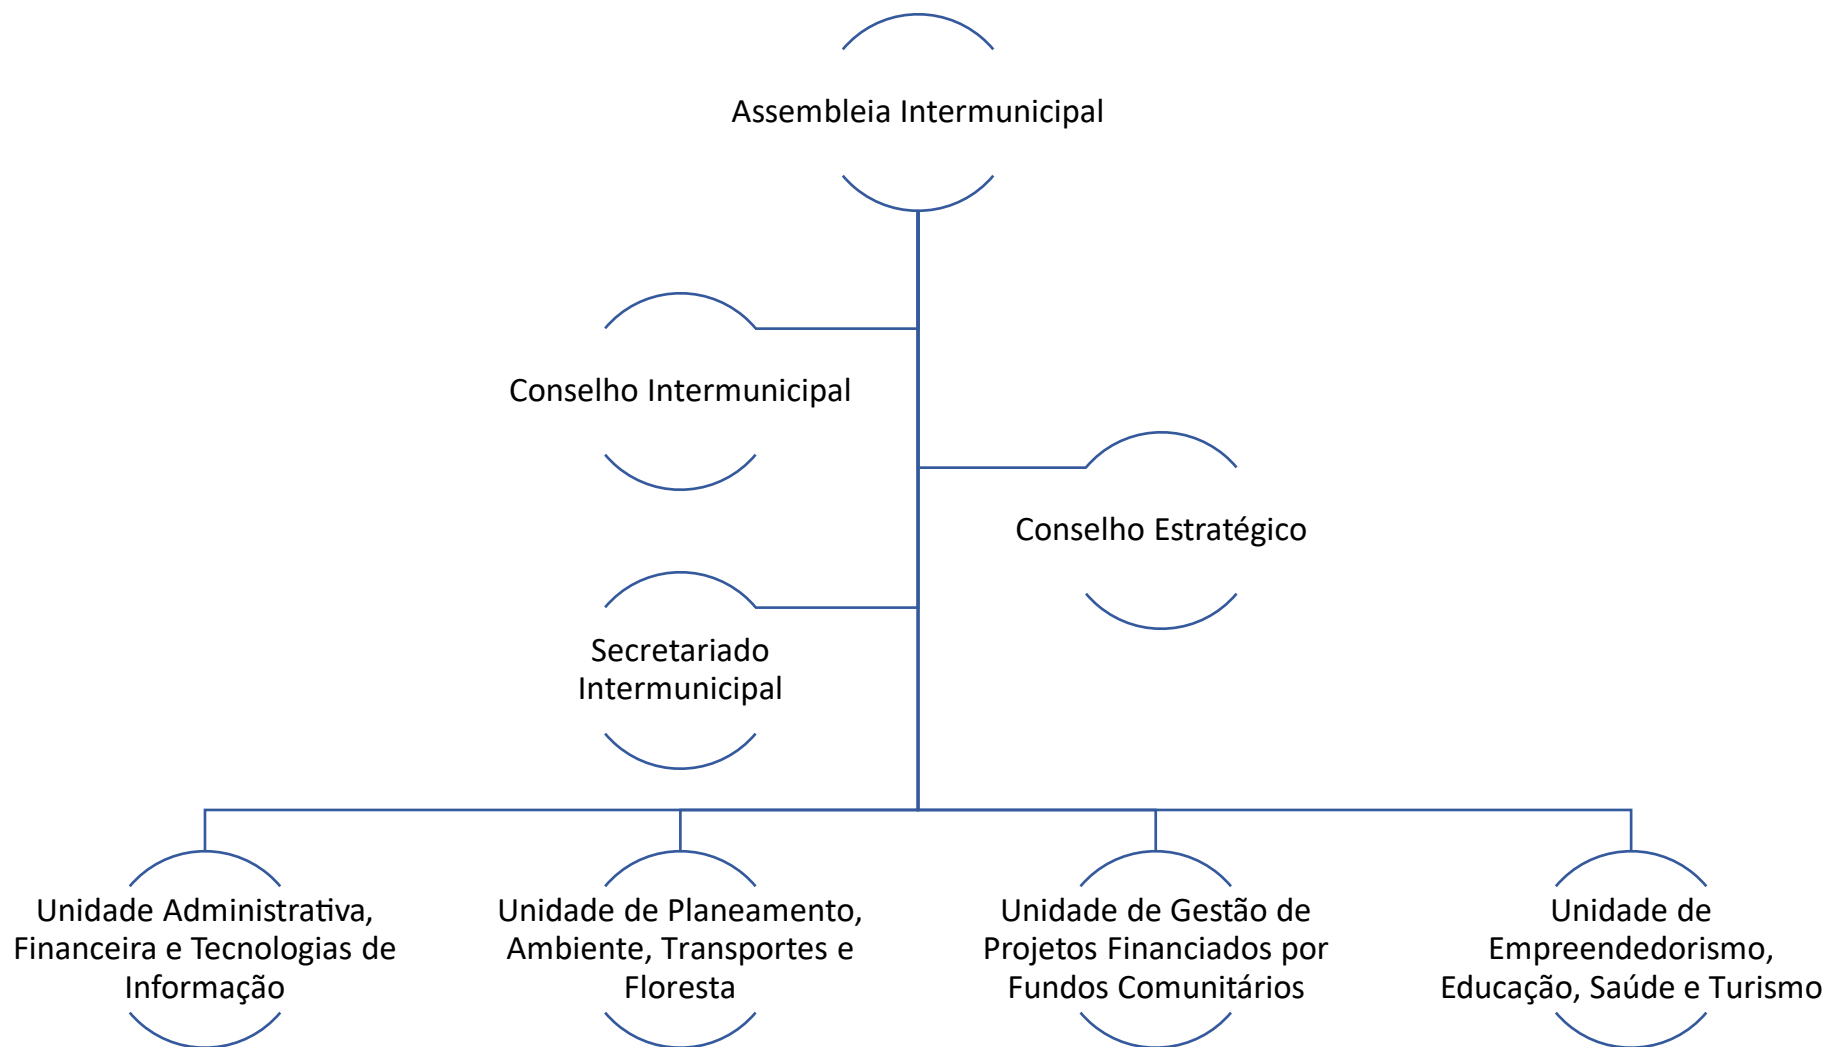 Assembleia Intermunicipal
Conselho Intermunicipal
Conselho Estratégico
Secretariado
Intermunicipal
Unidade Administrativa,
Financeira e Tecnologias de
Informação
Unidade de Planeamento,
Ambiente, Transportes e
Floresta
Unidade de Gestão de
Projetos Financiados por
Fundos Comunitários
Unidade de
Empreendedorismo,
Educação, Saúde e Turismo